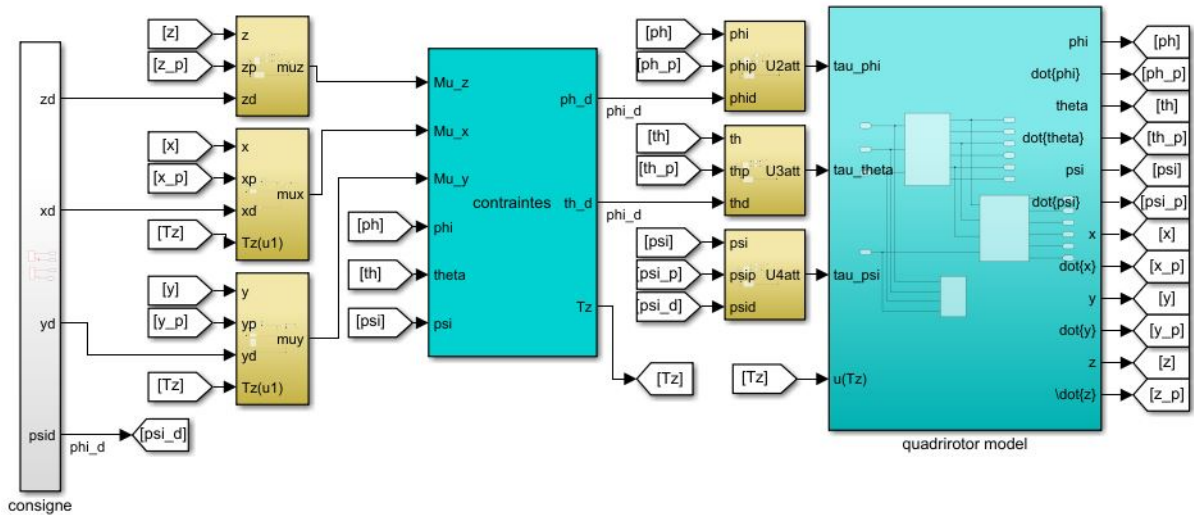 zd
xd
yd
psid
consigne
phi_d
[psi_d]
[z]
[z_p]
z
zp
zd
muz
[x]
[x_p]
[Tz]
x
xp
xd
Tz(u1)
mux
[y]
[y_p]
[Tz]
y
yp
yd
Tz(u1)
muy
[ph]
[th]
[psi]
Mu_z
Mu_x
Mu_y
phi
theta
psi
contraintes
ph_d
th_d
Tz
phi_d
phi_d
[Tz]
[ph]
[ph_p]
phi
phip
phid
U2att
[th]
[th_p]
th
thp
thd
U3att
[psi]
[psi_p]
[psi_d]
psi
psip
psid
U4att
[Tz]
tau_phi
tau_theta
tau_psi
u(Tz)
phi
dot{phi}
theta
dot{theta}
psi
dot{psi}
x
dot{x}
y
dot{y}
z
\dot{z}
quadrirotor model
[ph]
[ph_p]
[th]
[th_p]
[psi]
[psi_p]
[x]
[x_p]
[y]
[y_p]
[z]
[z_p]